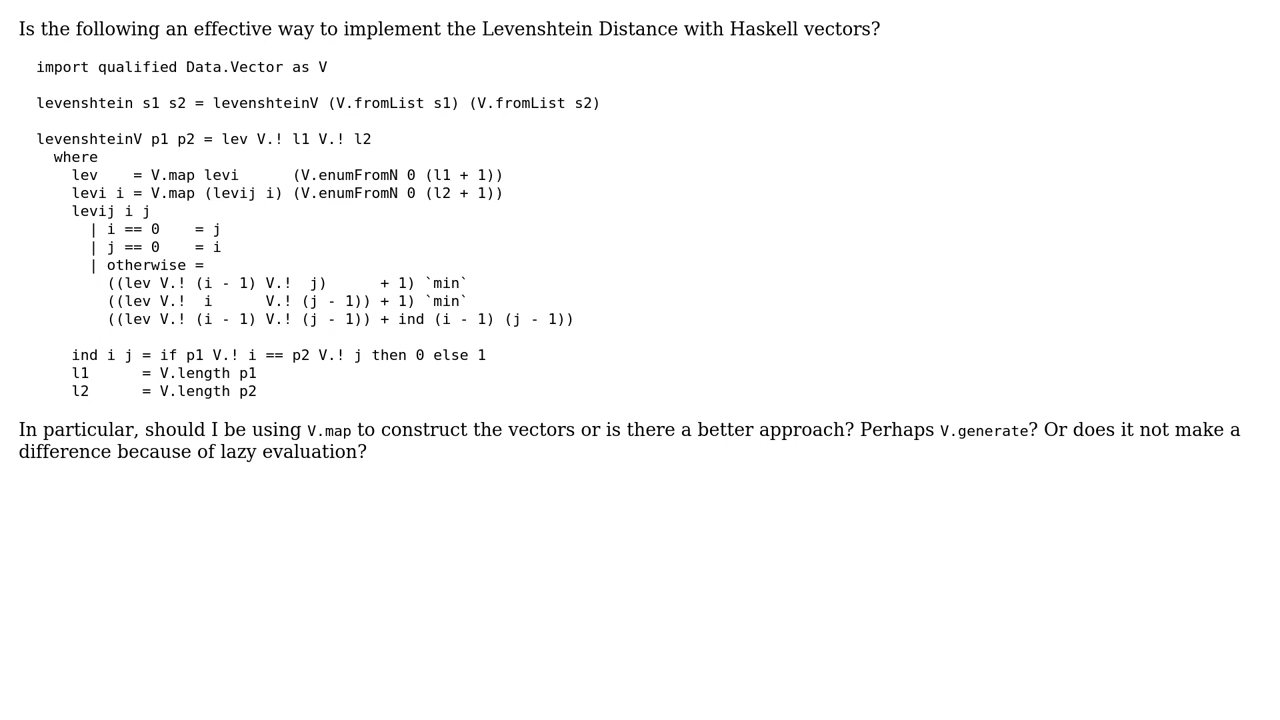 Is the following an effective way to implement the Levenshtein Distance with Haskell vectors?
import qualified Data.Vector as V
levenshtein s1 s2 = levenshteinV (V.fromList s1) (V.fromList s2)
levenshteinV p1 p2 = lev V.! l1 V.! l2
  where
    lev    = V.map levi      (V.enumFromN 0 (l1 + 1))
    levi i = V.map (levij i) (V.enumFromN 0 (l2 + 1))
    levij i j
      | i == 0    = j
      | j == 0    = i
      | otherwise =
        ((lev V.! (i - 1) V.!  j)      + 1) `min`
        ((lev V.!  i      V.! (j - 1)) + 1) `min`
        ((lev V.! (i - 1) V.! (j - 1)) + ind (i - 1) (j - 1))
    ind i j = if p1 V.! i == p2 V.! j then 0 else 1
    l1      = V.length p1
    l2      = V.length p2
In particular, should I be using V.map to construct the vectors or is there a better approach? Perhaps V.generate? Or does it not make a
difference because of lazy evaluation?